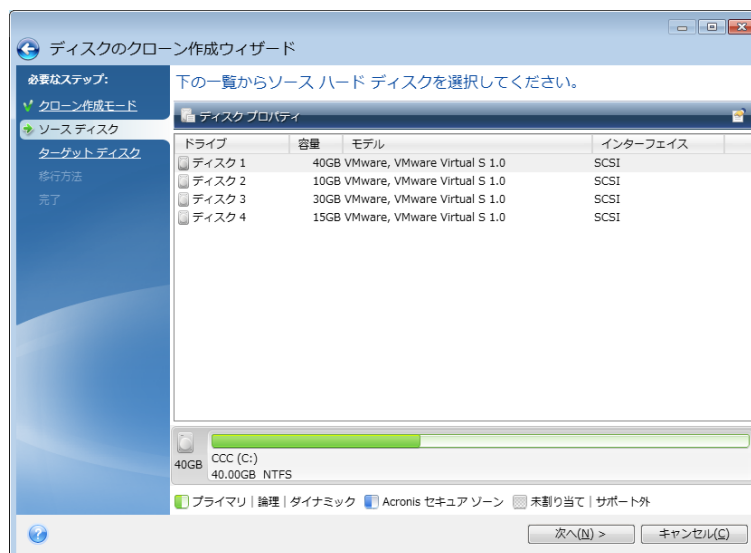 ディスクのクローン作成ウィザード
必要なステップ:
クローン作成モード
ソース ディスク
ターゲット ディスク
移行方法
完了
下の一覧からソース ハード ディスクを選択してください。
ディスク プロパティ
ドライブ 容量 モデル インターフェイス
ディスク 1 40GB VMware, VMware Virtual S 1.0 SCSI
ディスク 2 10GB VMware, VMware Virtual S 1.0 SCSI
ディスク 3 30GB VMware, VMware Virtual S 1.0 SCSI
ディスク 4 15GB VMware, VMware Virtual S 1.0 SCSI
40GB
CCC (C:)
40.00GB NTFS
プライマリ | 論理 | ダイナミック Acronis セキュア ゾーン 未割り当て | サポート外
次へ(N) > キャンセル(C)